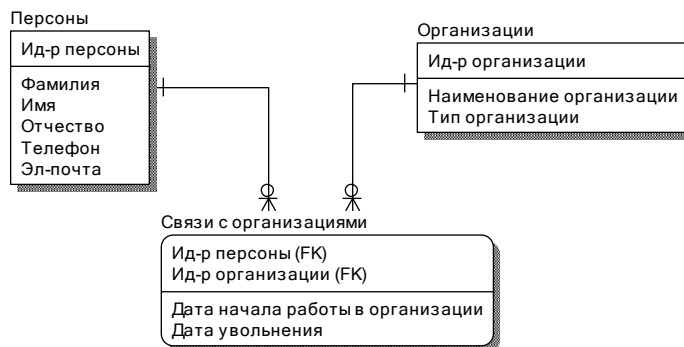 Персоны
Ид-р персоны
Фамилия
Имя
Отчество
Телефон
Эл-почта
Организации
Ид-р организации
Наименование организации
Тип организации
Связи с организациями
Ид-р персоны (FK)
Ид-р организации (FK)
Дата начала работы в организации
Дата увольнения